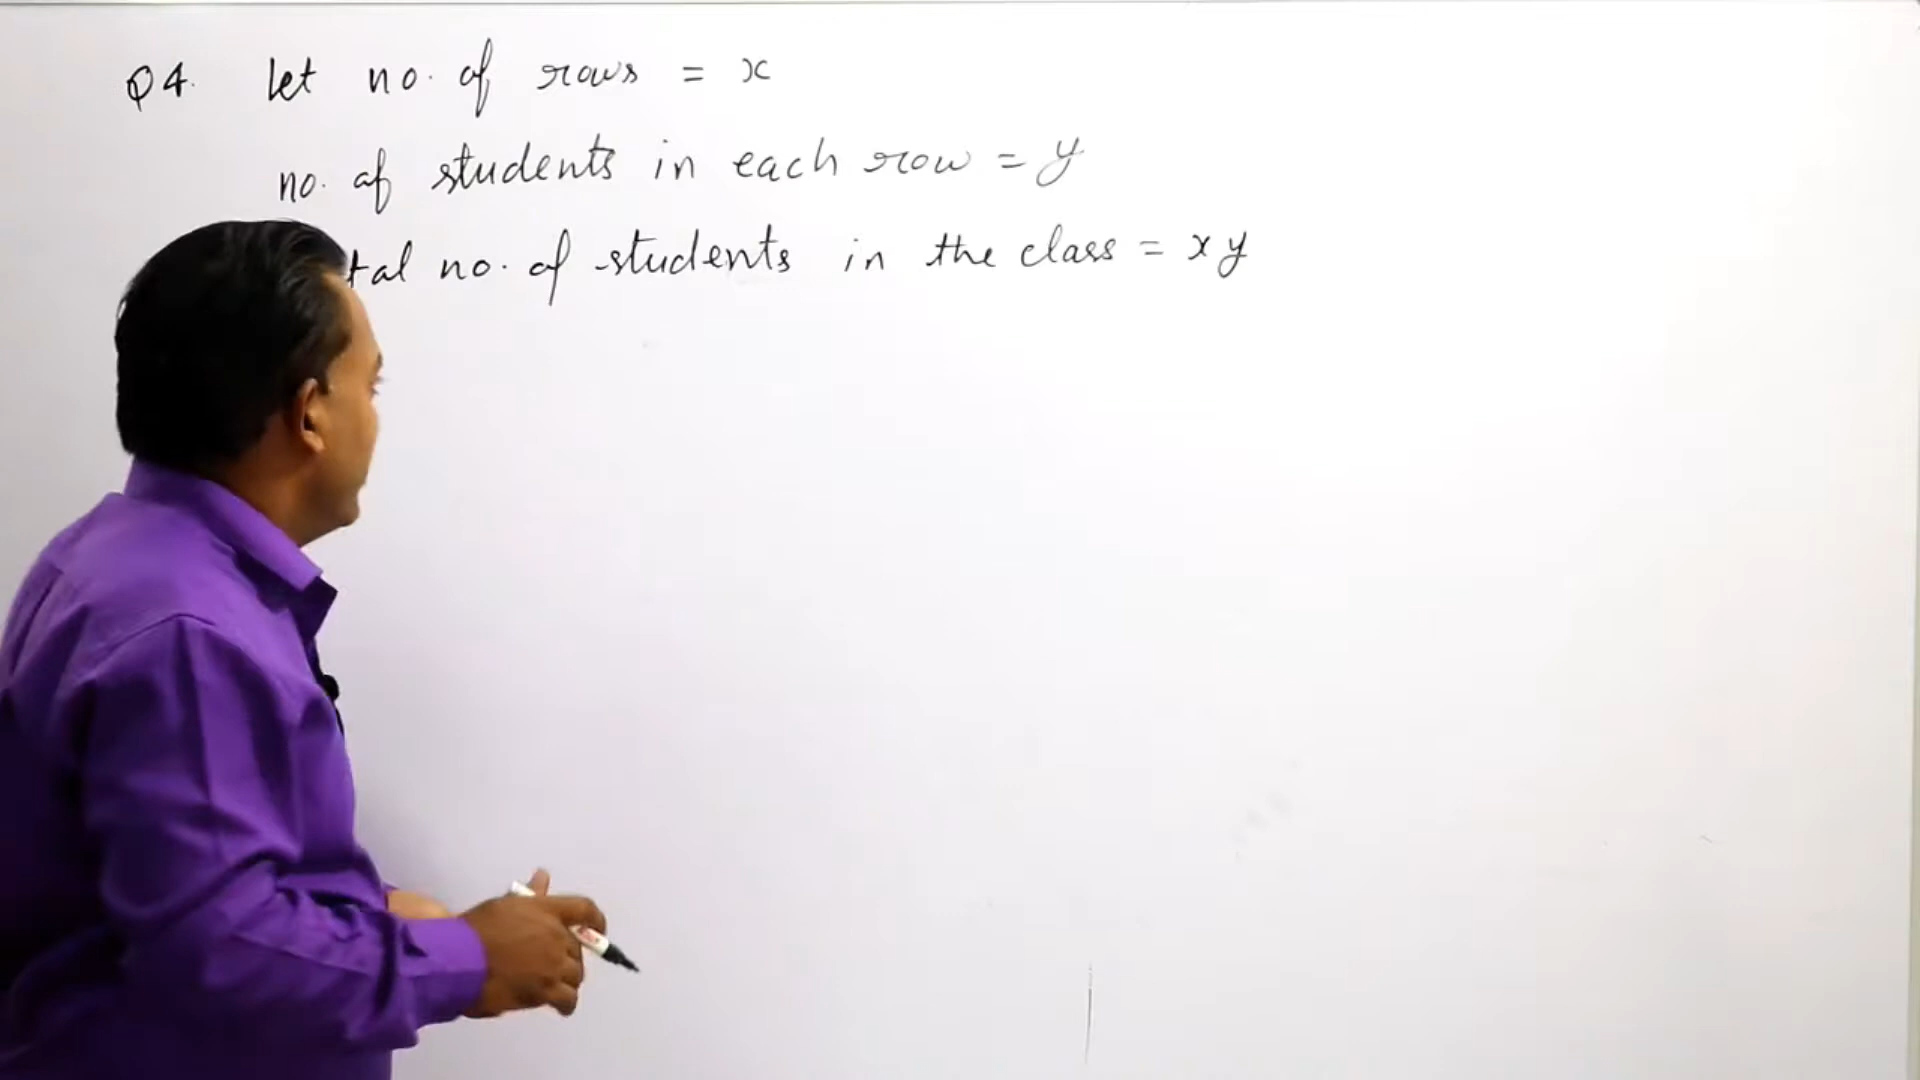 Q4. let no. of rows = x
no. of students in each row = y
tal no. of students in the class = xy